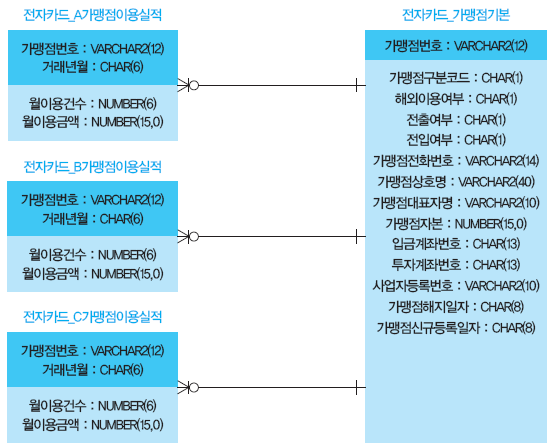 전자카드_A가맹점이용실적
가맹점번호 : VARCHAR2(12)
거래년월 : CHAR(6)
월이용건수 : NUMBER(6)
월이용금액 : NUMBER(15,0)
전자카드_B가맹점이용실적
가맹점번호 : VARCHAR2(12)
거래년월 : CHAR(6)
월이용건수 : NUMBER(6)
월이용금액 : NUMBER(15,0)
전자카드_C가맹점이용실적
가맹점번호 : VARCHAR2(12)
거래년월 : CHAR(6)
월이용건수 : NUMBER(6)
월이용금액 : NUMBER(15,0)
전자카드_가맹점기본
가맹점번호 : VARCHAR2(12)
가맹점구분코드 : CHAR(1)
해외이용여부 : CHAR(1)
전출여부 : CHAR(1)
전입여부 : CHAR(1)
가맹점전화번호 : VARCHAR2(14)
가맹점상호명 : VARCHAR2(40)
가맹점대표자명 : VARCHAR2(10)
가맹점자본 : NUMBER(15,0)
입금계좌번호 : CHAR(13)
투자계좌번호 : CHAR(13)
사업자등록번호 : VARCHAR2(10)
가맹점해지일자 : CHAR(8)
가맹점신규등록일자 : CHAR(8)